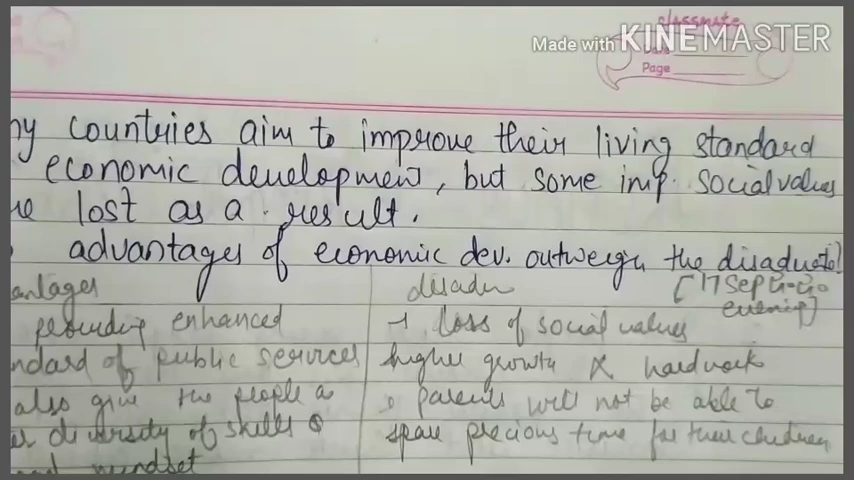 classmate
Made with KINEMASTER
Date
Page
ny countries aim to improve their living standard
economic development, but some imp. social values
re lost as a result.
advantages of economic dev. outweigh the
[17 Sep
evening]
antages
providing enhanced
→ loss of social values
ndard of public services
higher growth ∝ hardwork
also give the people a
parents will not be able to
er diversity of skills &
spare precious time for their children
mindset